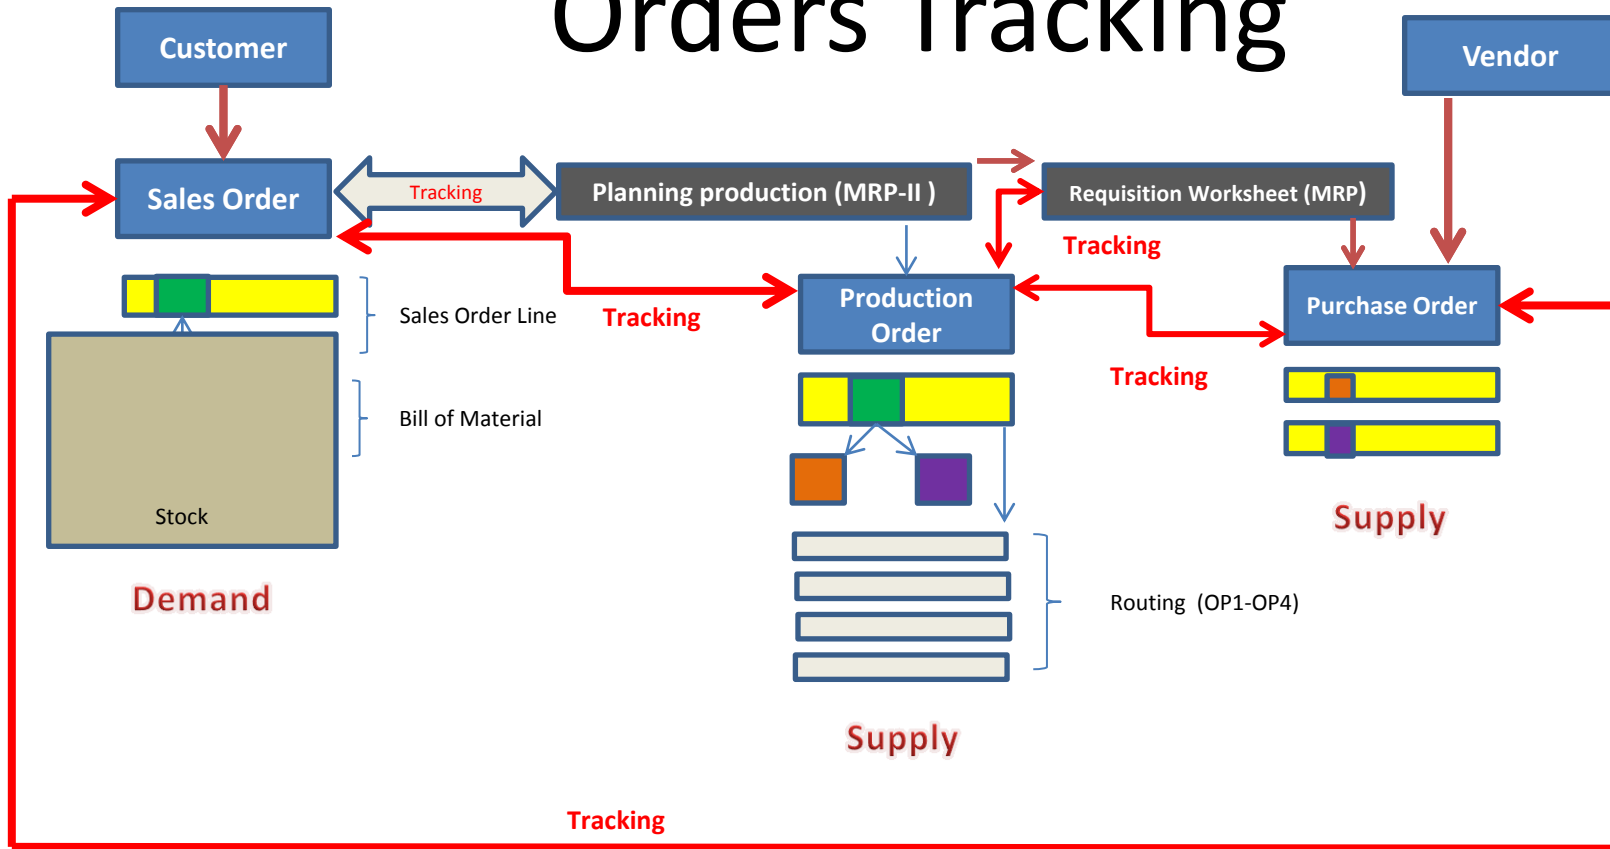 Orders Tracking
Customer
Vendor
Sales Order
Tracking
Planning production (MRP-II )
Requisition Worksheet (MRP)
Tracking
Production
Order
Purchase Order
Sales Order Line
Tracking
Tracking
Bill of Material
Stock
Supply
Demand
Routing  (OP1-OP4)
Supply
Tracking